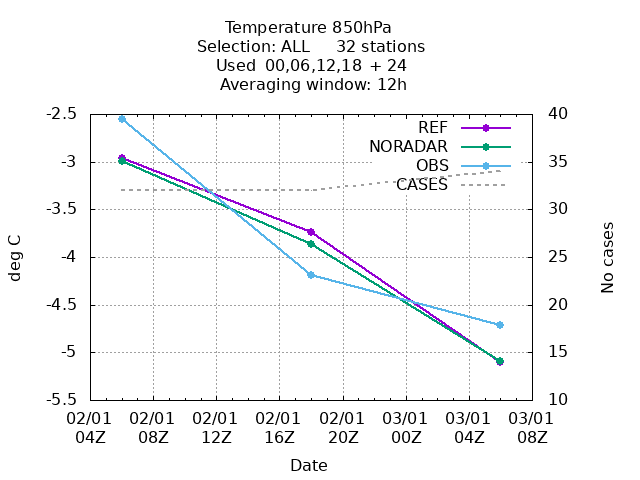 Temperature 850hPa
Selection: ALL     32 stations
Used  00,06,12,18 + 24
Averaging window: 12h
-2.5
-3
-3.5
-4
-4.5
-5
-5.5
40
35
30
25
20
15
10
REF
NORADAR
OBS
CASES
deg C
No cases
02/01 02/01 02/01 02/01 02/01 03/01 03/01 03/01
04Z 08Z 12Z 16Z 20Z 00Z 04Z 08Z
Date